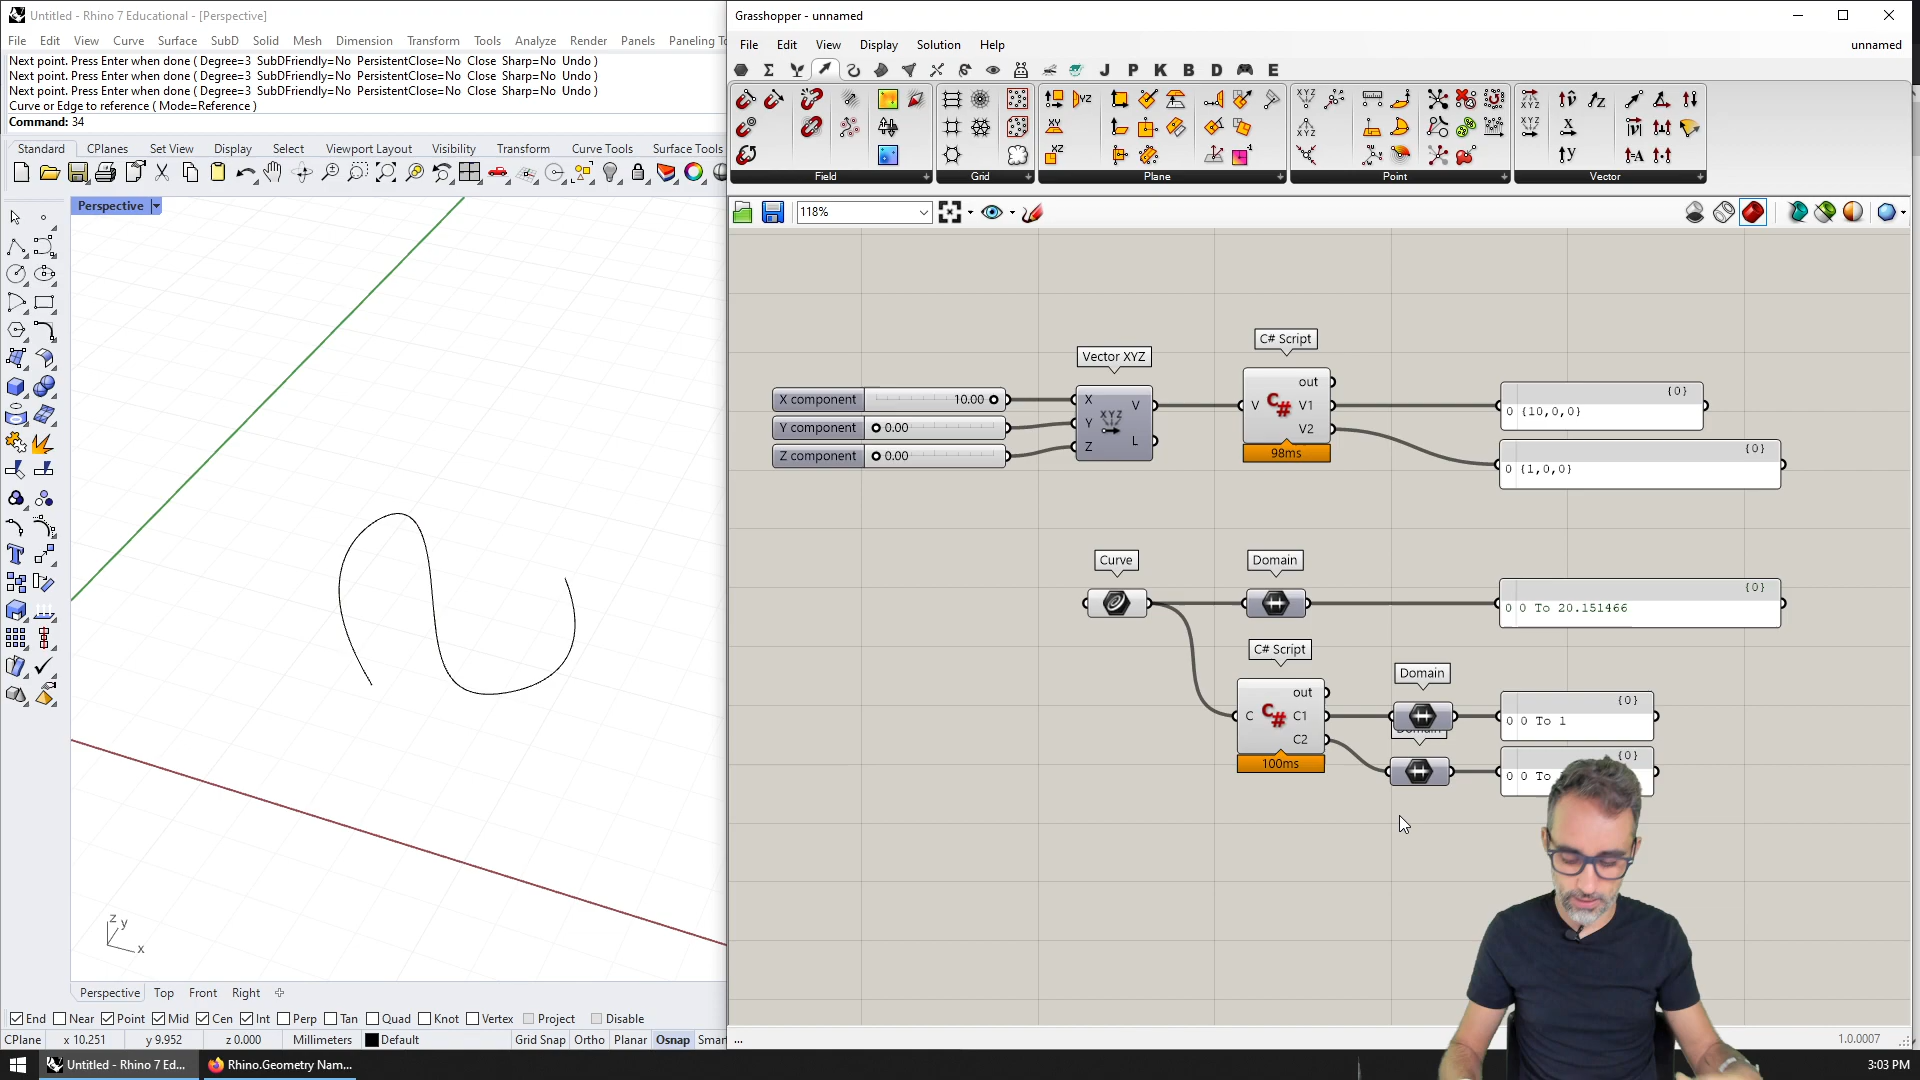 Untitled - Rhino 7 Educational - [Perspective]
File Edit View Curve Surface SubD Solid Mesh Dimension Transform Tools Analyze Render Panels Paneling To
Next point. Press Enter when done ( Degree=3 SubDFriendly=No PersistentClose=No Close Sharp=No Undo )
Next point. Press Enter when done ( Degree=3 SubDFriendly=No PersistentClose=No Close Sharp=No Undo )
Next point. Press Enter when done ( Degree=3 SubDFriendly=No PersistentClose=No Close Sharp=No Undo )
Curve or Edge to reference ( Mode=Reference )
Command: 34
Standard CPlanes Set View Display Select Viewport Layout Visibility Transform Curve Tools Surface Tools
Perspective
z y
x
Perspective Top Front Right
End Near Point Mid Cen Int Perp Tan Quad Knot Vertex Project Disable
CPlane x 10.251 y 9.952 z 0.000 Millimeters Default Grid Snap Ortho Planar Osnap Smar
Grasshopper - unnamed
File Edit View Display Solution Help unnamed
J P K B D E
Field Grid Plane Point Vector
118%
C# Script
Vector XYZ
X component 10.00
Y component 0.00
Z component 0.00
X Y Z V L
XYZ
V C# out V1 V2
98ms
{0}
0 {10,0,0}
{0}
0 {1,0,0}
Curve
Domain
{0}
0 0 To 20.151466
C# Script
C C# out C1 C2
100ms
Domain
Domain
{0}
0 0 To 1
{0}
0 0 To
... 1.0.0007
Untitled - Rhino 7 Ed... Rhino.Geometry Nam... 3:03 PM